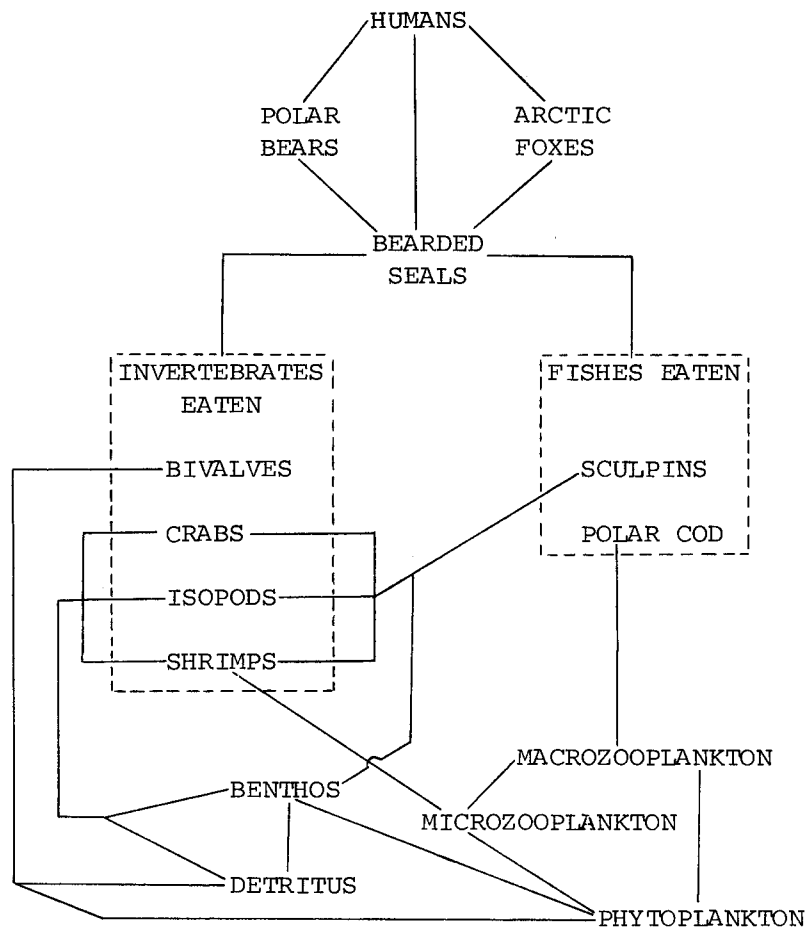 HUMANS
POLAR
BEARS
ARCTIC
FOXES
BEARDED
SEALS
INVERTEBRATES
EATEN
BIVALVES
CRABS
ISOPODS
SHRIMPS
FISHES EATEN
SCULPINS
POLAR COD
MACROZOOPLANKTON
BENTHOS
MICROZOOPLANKTON
DETRITUS
PHYTOPLANKTON